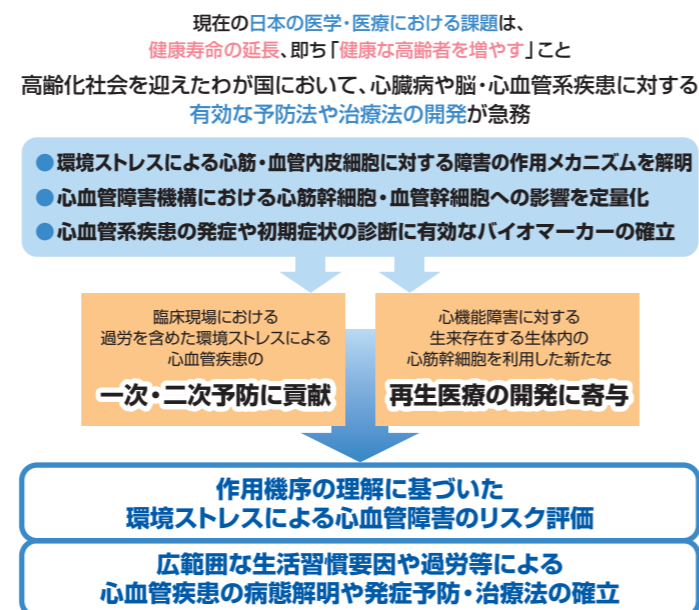 現在の日本の医学・医療における課題は、
健康寿命の延長、即ち「健康な高齢者を増やす」こと
高齢化社会を迎えたわが国において、心臓病や脳・心血管系疾患に対する
有効な予防法や治療法の開発が急務
●環境ストレスによる心筋・血管内皮細胞に対する障害の作用メカニズムを解明
●心血管障害機構における心筋幹細胞・血管幹細胞への影響を定量化
●心血管系疾患の発症や初期症状の診断に有効なバイオマーカーの確立
臨床現場における
過労を含めた環境ストレスによる
心血管疾患の
一次・二次予防に貢献
心機能障害に対する
生来存在する生体内の
心筋幹細胞を利用した新たな
再生医療の開発に寄与
作用機序の理解に基づいた
環境ストレスによる心血管障害のリスク評価
広範囲な生活習慣要因や過労等による
心血管疾患の病態解明や発症予防・治療法の確立